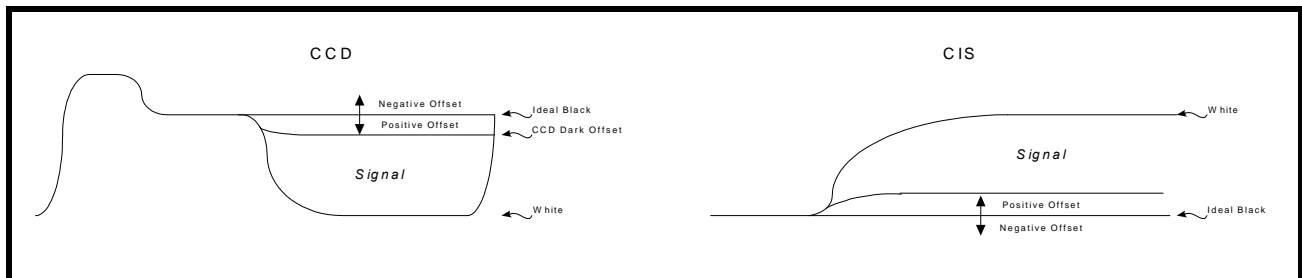 CCD
Negative Offset
Ideal Black
Positive Offset
CCD Dark Offset
Signal
White
CIS
White
Signal
Positive Offset
Ideal Black
Negative Offset